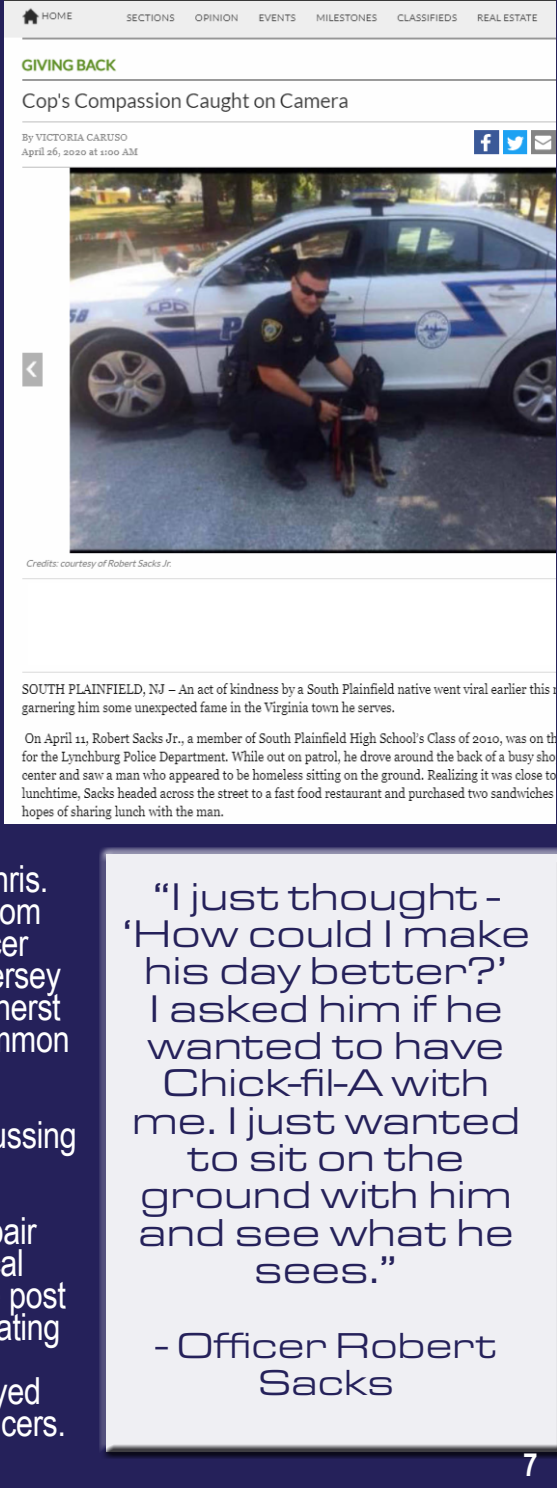 HOME SECTIONS OPINION EVENTS MILESTONES CLASSIFIEDS REAL ESTATE
GIVING BACK
Cop's Compassion Caught on Camera
By VICTORIA CARUSO
April 26, 2020 at 1:00 AM
58
LPD
Credits: courtesy of Robert Sacks Jr.
SOUTH PLAINFIELD, NJ – An act of kindness by a South Plainfield native went viral earlier this
garnering him some unexpected fame in the Virginia town he serves.
On April 11, Robert Sacks Jr., a member of South Plainfield High School's Class of 2010, was on
for the Lynchburg Police Department. While out on patrol, he drove around the back of a busy
center and saw a man who appeared to be homeless sitting on the ground. Realizing it was close to
lunchtime, Sacks headed across the street to a fast food restaurant and purchased two sandwiches
hopes of sharing lunch with the man.
hris.
om
cer
ersey
herst
mmon
ussing
pair
al
post
ating
yed
cers.
“I just thought -
‘How could I make
his day better?’
I asked him if he
wanted to have
Chick-fil-A with
me. I just wanted
to sit on the
ground with him
and see what he
sees.”
- Officer Robert
Sacks
7